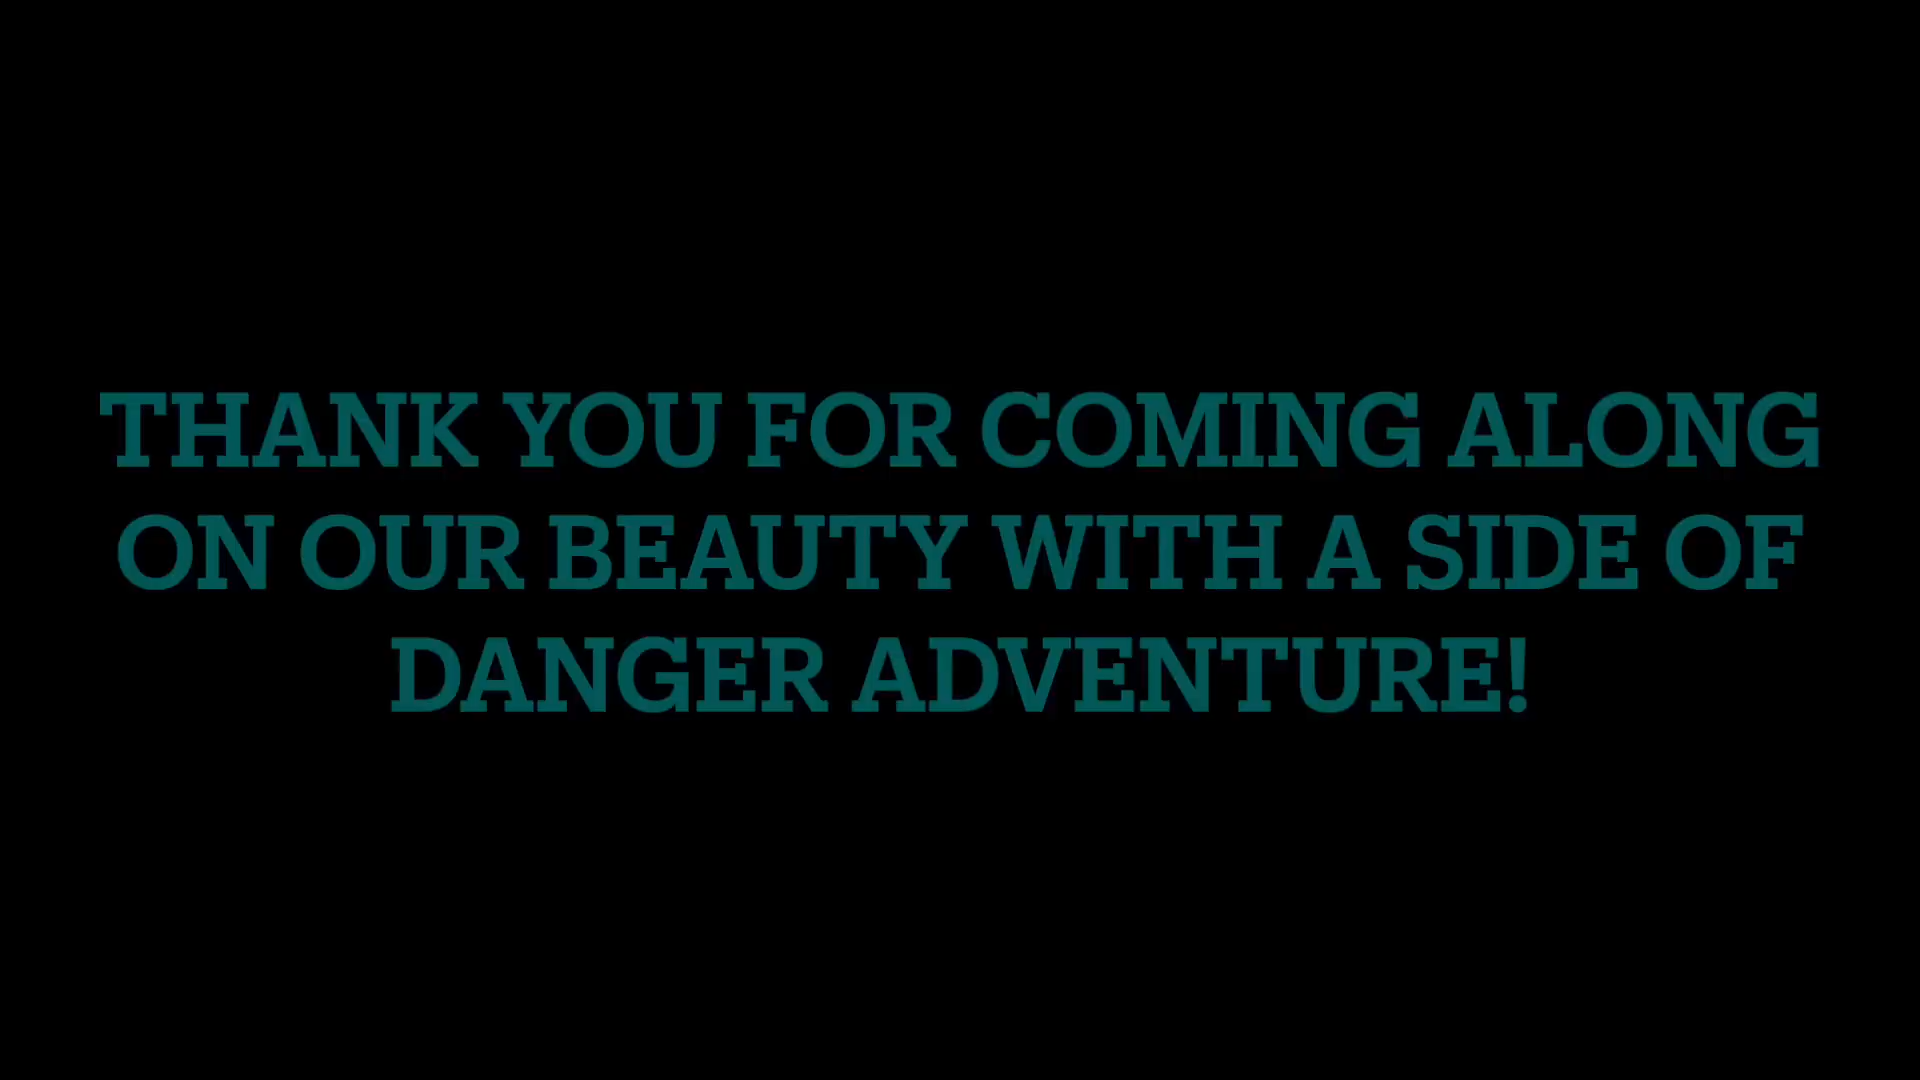 THANK YOU FOR COMING ALONG
ON OUR BEAUTY WITH A SIDE OF
DANGER ADVENTURE!